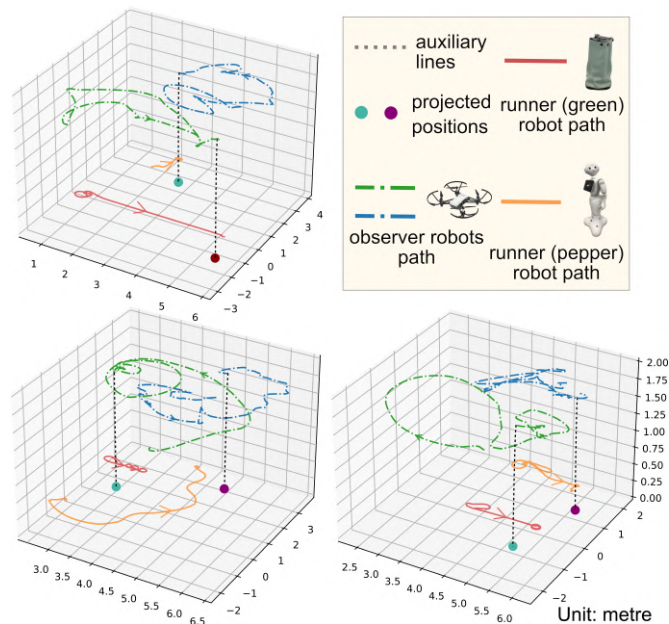 auxiliary
lines
runner (green)
robot path
projected
positions
observer robots
path
runner (pepper)
robot path
1 2 3 4 5 6
−3 −2 −1 0 1 2 3 4
3.0 3.5 4.0 4.5 5.0 5.5 6.0 6.5
−2 −1 0 1 2 3
2.5 3.0 3.5 4.0 4.5 5.0 5.5 6.0
−2 −1 0 1 2
0.00 0.25 0.50 0.75 1.00 1.25 1.50 1.75 2.00
Unit: metre